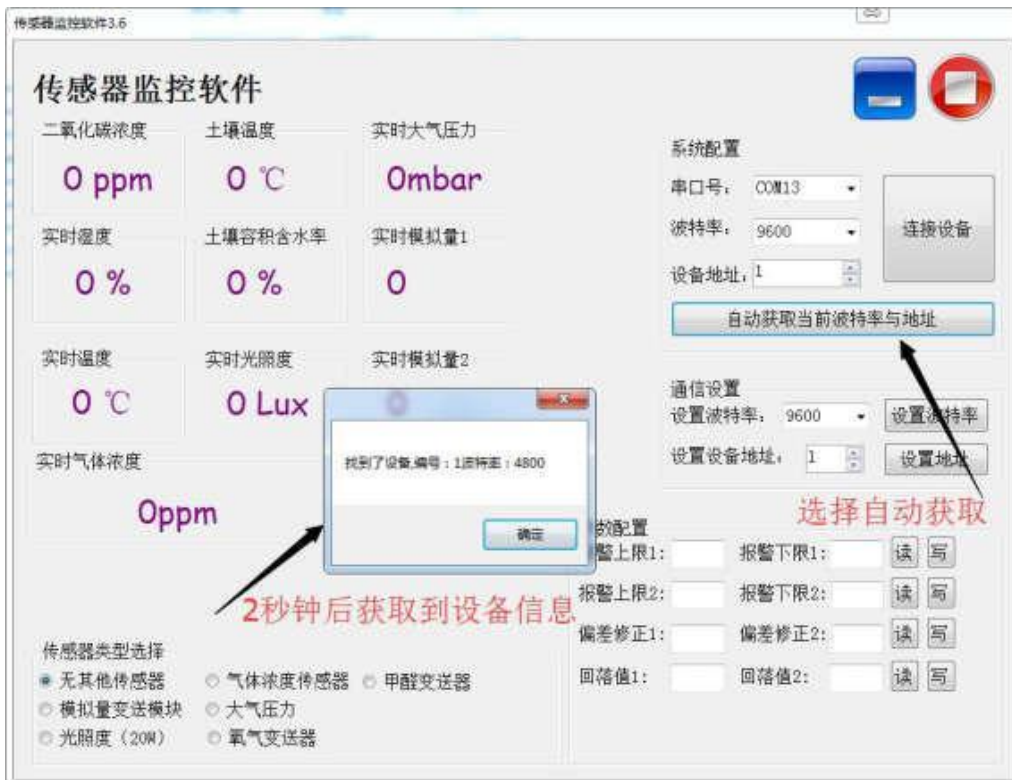 传感器监控软件3.6
传感器监控软件
二氧化碳浓度
土壤温度
实时大气压力
0 ppm
0 ℃
0mbar
实时湿度
土壤容积含水率
实时模拟量1
0 %
0 %
0
实时温度
实时光照度
实时模拟量2
0 ℃
0 Lux
0
实时气体浓度
0ppm
找到了设备,编号：1波特率：4800
确定
2秒钟后获取到设备信息
系统配置
串口号：
COM13
波特率：
9600
设备地址：
1
连接设备
自动获取当前波特率与地址
通信设置
设置波特率：
9600
设置波特率
设置设备地址：
1
设置地址
选择自动获取
数配置
警上限1:
报警下限1:
读
写
报警上限2:
报警下限2:
读
写
偏差修正1:
偏差修正2:
读
写
回落值1:
回落值2:
读
写
传感器类型选择
无其他传感器
气体浓度传感器
甲醛变送器
模拟量变送模块
大气压力
光照度（20W）
氧气变送器